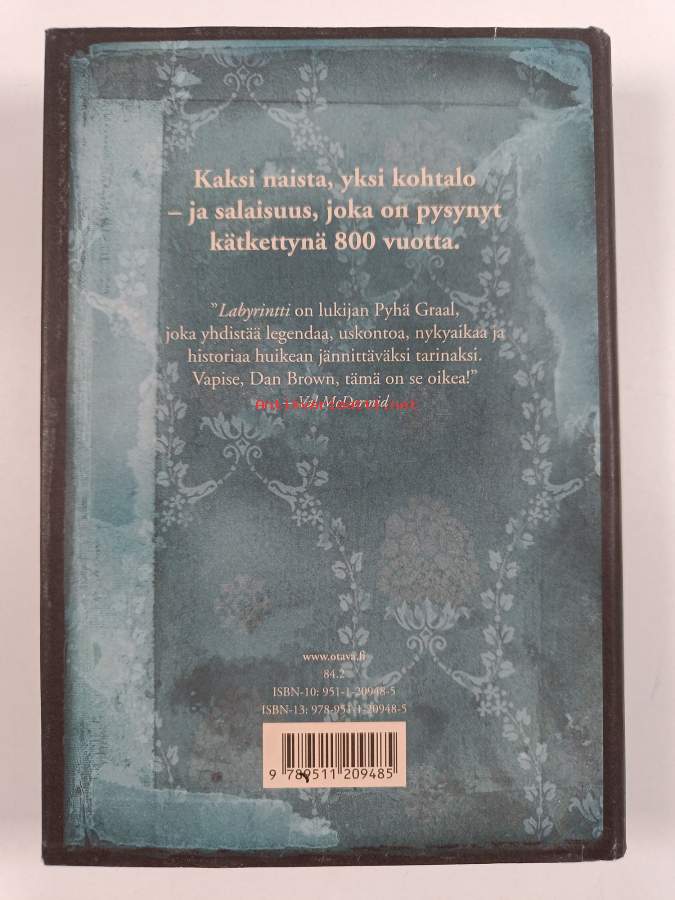 Kaksi naista, yksi kohtalo
– ja salaisuus, joka on pysynyt
kätkettynä 800 vuotta.
”Labyrintti on lukijan Pyhä Graal,
joka yhdistää legendaa, uskontoa, nykyaikaa ja
historiaa huikean jännittäväksi tarinaksi.
Vapise, Dan Brown, tämä on se oikea!”
Val McDermid
www.otava.fi
84.2
ISBN-10: 951-1-20948-5
ISBN-13: 978-951-1-20948-5
9 789511 209485